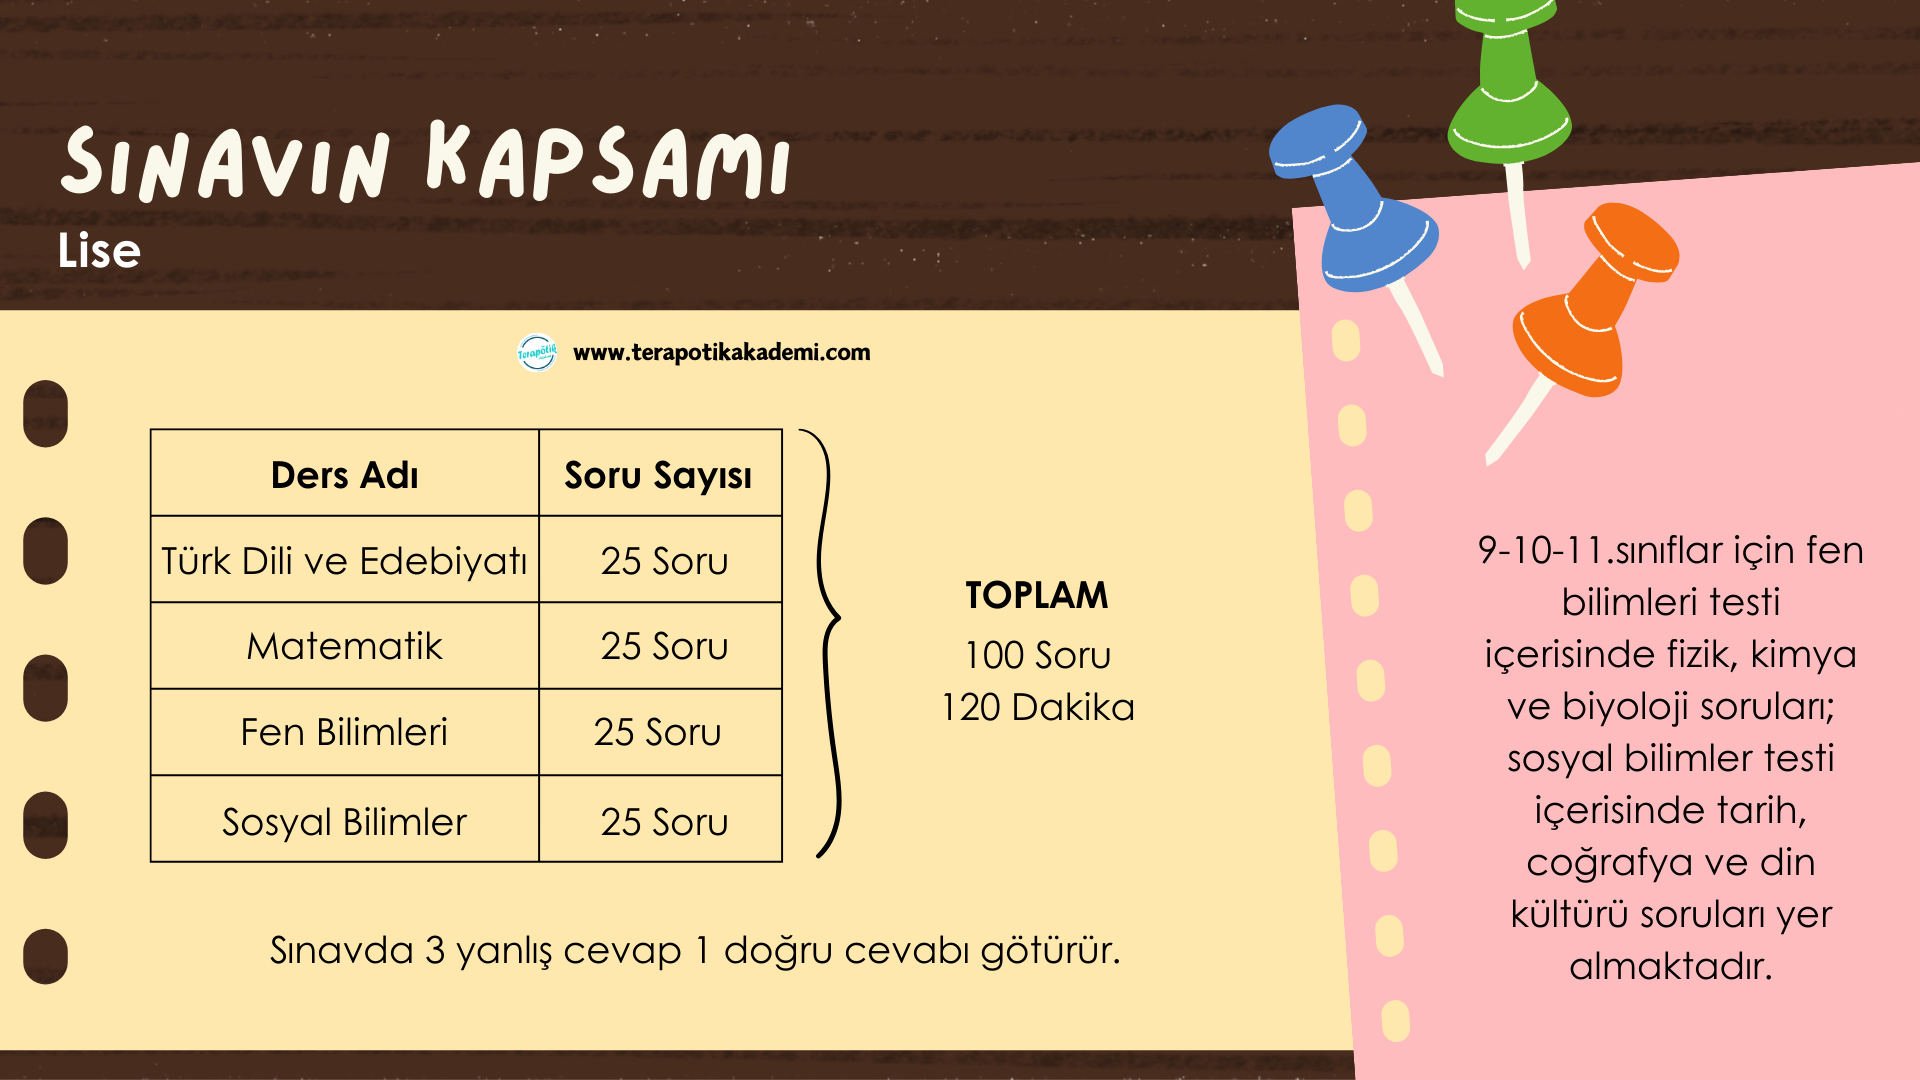 SINAVIN KAPSAMI
Lise
Terapötik
www.terapotikakademi.com
Ders Adı Soru Sayısı
Türk Dili ve Edebiyatı 25 Soru
Matematik 25 Soru
Fen Bilimleri 25 Soru
Sosyal Bilimler 25 Soru
TOPLAM
100 Soru
120 Dakika
Sınavda 3 yanlış cevap 1 doğru cevabı götürür.
9-10-11.sınıflar için fen
bilimleri testi
içerisinde fizik, kimya
ve biyoloji soruları;
sosyal bilimler testi
içerisinde tarih,
coğrafya ve din
kültürü soruları yer
almaktadır.